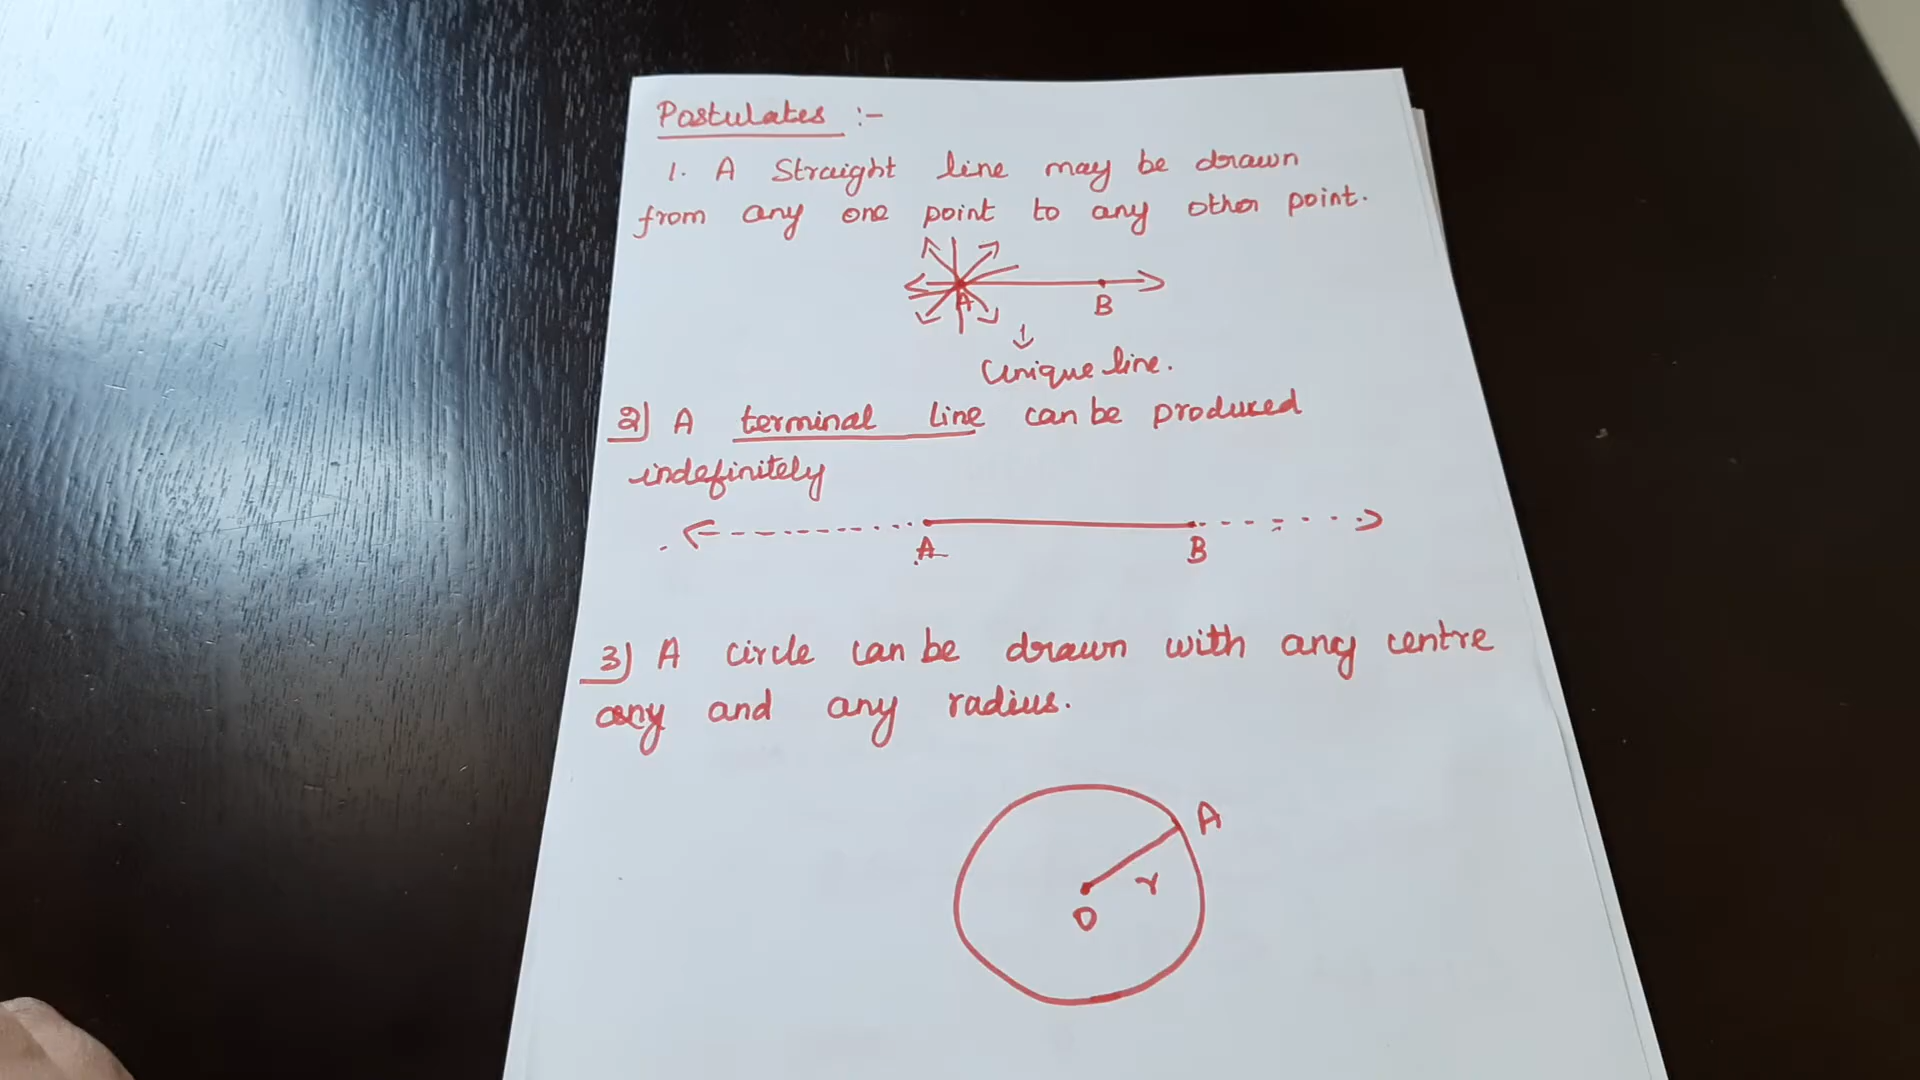 Postulates :-
1. A Straight line may be drawn
from any one point to any other point.
A B
↓
Unique line.
2) A terminal line can be produced
indefinitely
A B
3) A circle can be drawn with any centre
any and any radius.
A
r
O